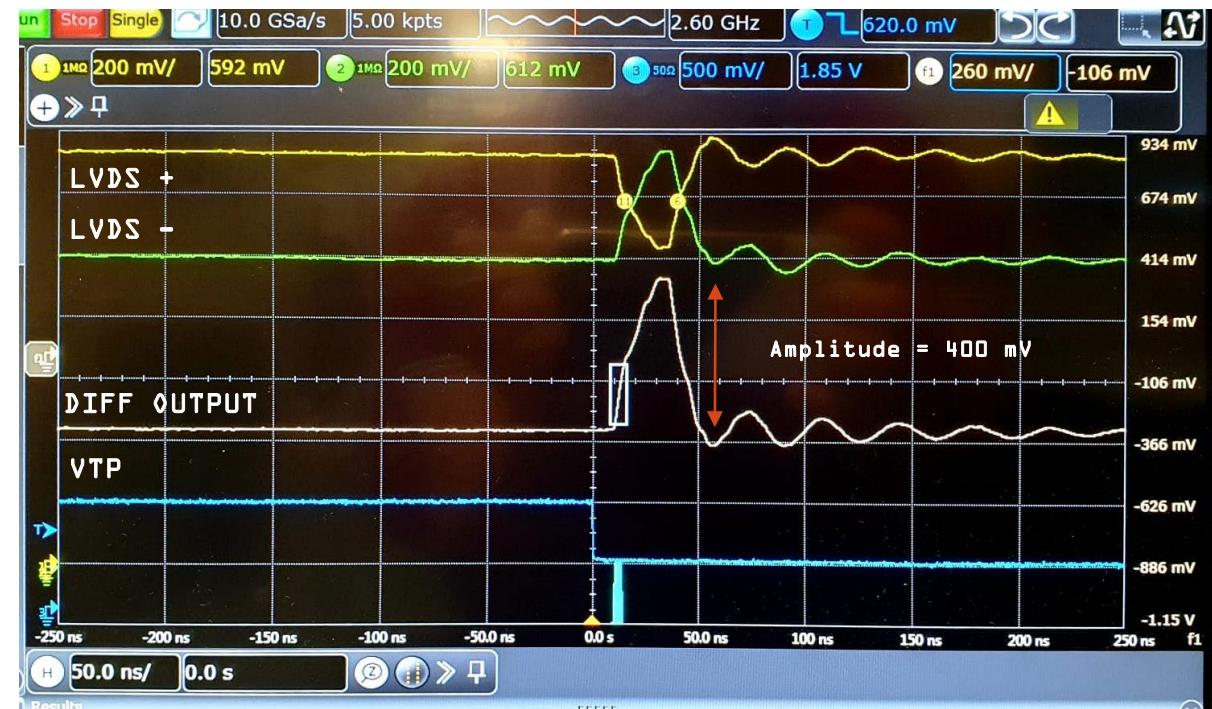 un Stop Single 10.0 GSa/s 5.00 kpts 2.60 GHz T 620.0 mV
1 1MΩ 200 mV/ 592 mV 2 1MΩ 200 mV/ 612 mV 3 50Ω 500 mV/ 1.85 V f1 260 mV/ -106 mV
934 mV
LVDS +
674 mV
LVDS -
414 mV
154 mV
Amplitude = 400 mV
-106 mV
DIFF OUTPUT
-366 mV
VTP
-626 mV
T
-886 mV
-1.15 V
-250 ns -200 ns -150 ns -100 ns -50.0 ns 0.0 s 50.0 ns 100 ns 150 ns 200 ns 250 ns f1
H 50.0 ns/ 0.0 s Z
Results